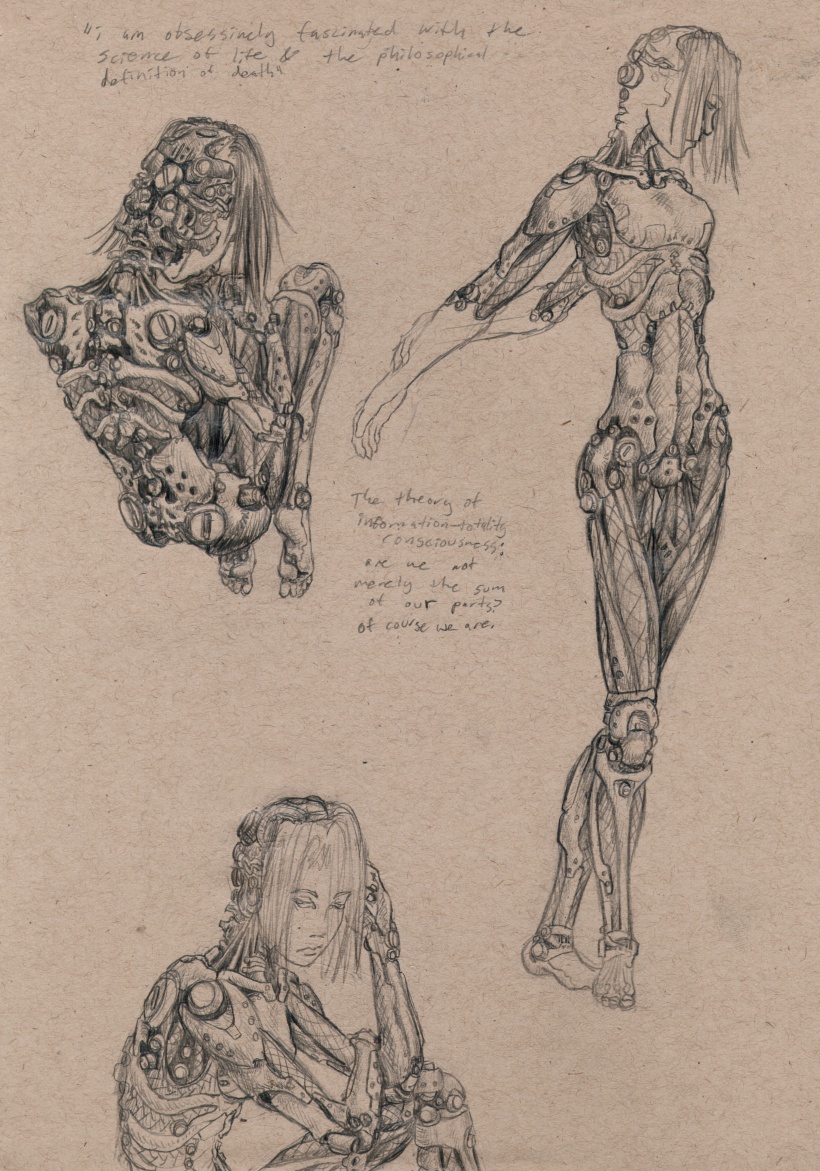 "i am obsessively fascinated with the
science of life & the philosophical
definition of death"
The theory of
information-totality
consciousness:
are we not
merely the sum
of our parts?
of course we are.